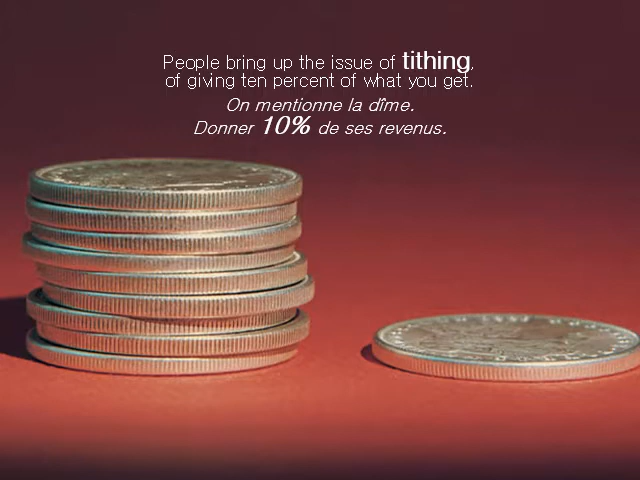 People bring up the issue of tithing,
of giving ten percent of what you get.
On mentionne la dîme.
Donner 10% de ses revenus.